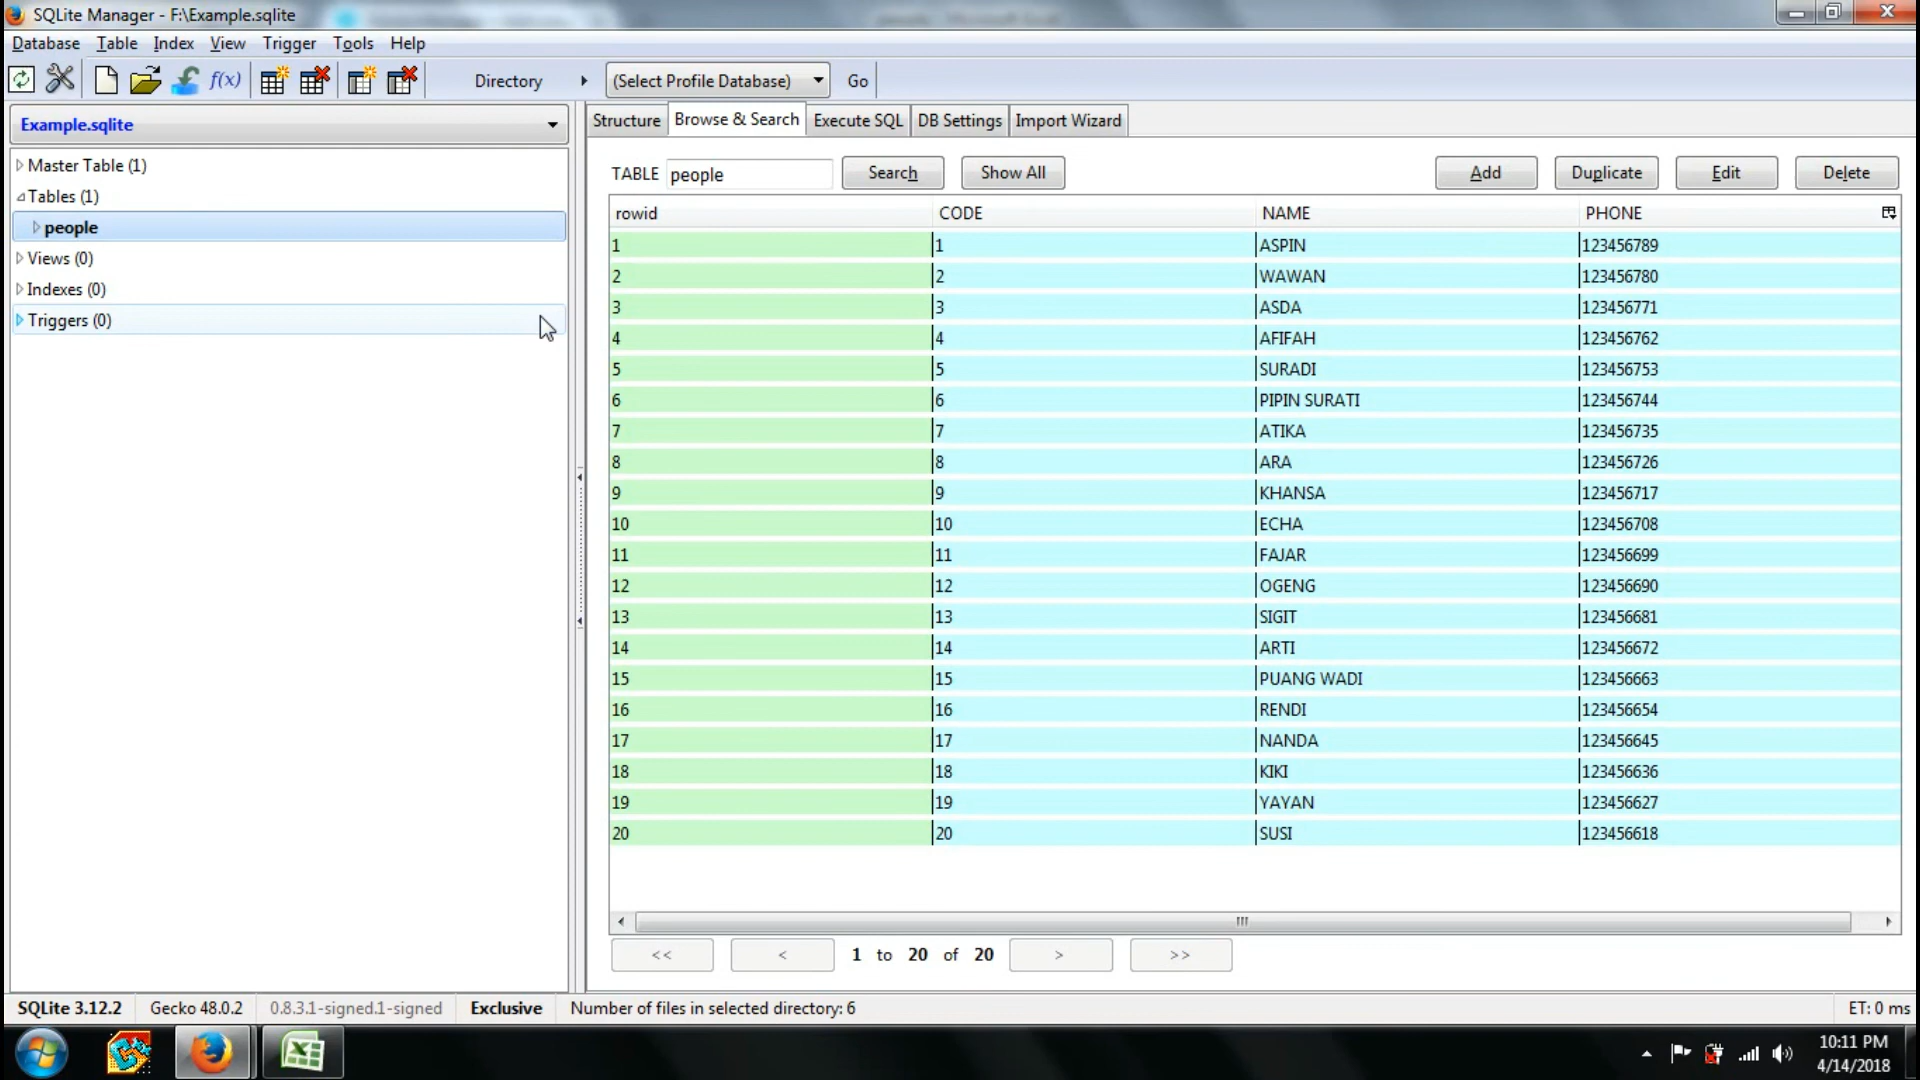 SQLite Manager - F:\Example.sqlite
Database Table Index View Trigger Tools Help
f(x) Directory (Select Profile Database) Go
Example.sqlite
Structure Browse & Search Execute SQL DB Settings Import Wizard
Master Table (1)
Tables (1)
people
Views (0)
Indexes (0)
Triggers (0)
TABLE people Search Show All Add Duplicate Edit Delete
rowid CODE NAME PHONE
1 1 ASPIN 123456789
2 2 WAWAN 123456780
3 3 ASDA 123456771
4 4 AFIFAH 123456762
5 5 SURADI 123456753
6 6 PIPIN SURATI 123456744
7 7 ATIKA 123456735
8 8 ARA 123456726
9 9 KHANSA 123456717
10 10 ECHA 123456708
11 11 FAJAR 123456699
12 12 OGENG 123456690
13 13 SIGIT 123456681
14 14 ARTI 123456672
15 15 PUANG WADI 123456663
16 16 RENDI 123456654
17 17 NANDA 123456645
18 18 KIKI 123456636
19 19 YAYAN 123456627
20 20 SUSI 123456618
<< < 1 to 20 of 20 > >>
SQLite 3.12.2 Gecko 48.0.2 0.8.3.1-signed.1-signed Exclusive Number of files in selected directory: 6 ET: 0 ms
10:11 PM
4/14/2018